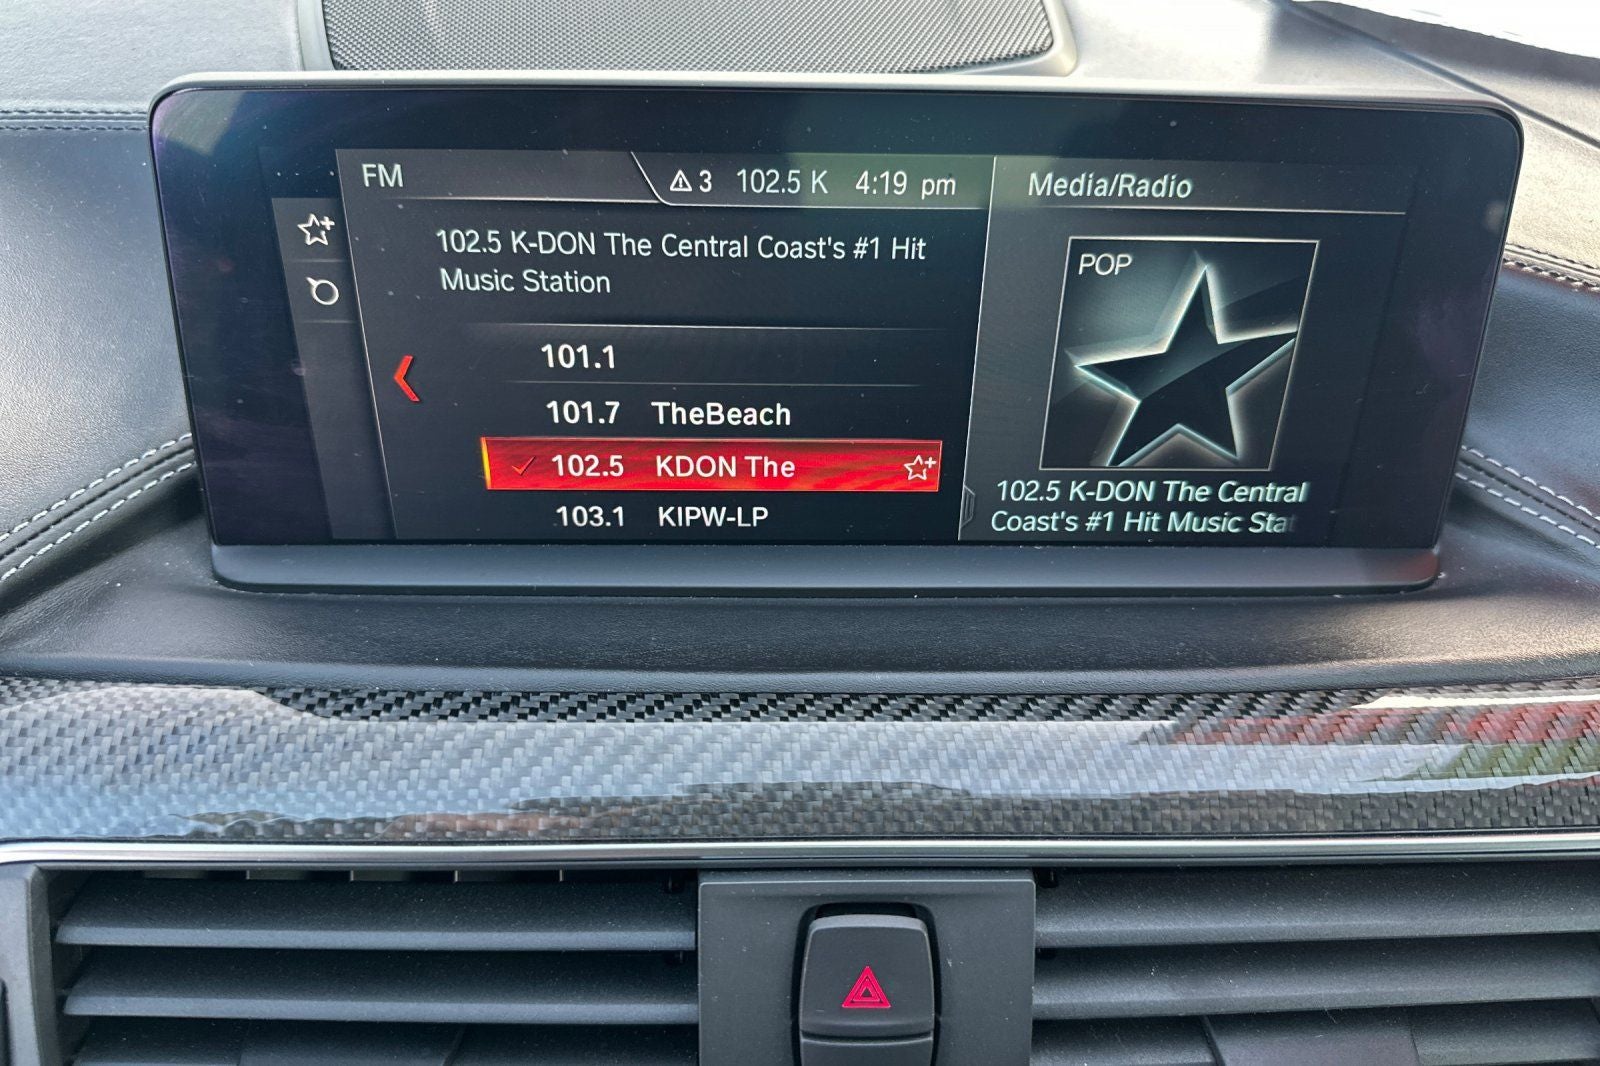 FM
3 102.5 K 4:19 pm
Media/Radio
102.5 K-DON The Central Coast's #1 Hit
Music Station
101.1
101.7 TheBeach
102.5 KDON The
103.1 KIPW-LP
POP
102.5 K-DON The Central
Coast's #1 Hit Music Stat